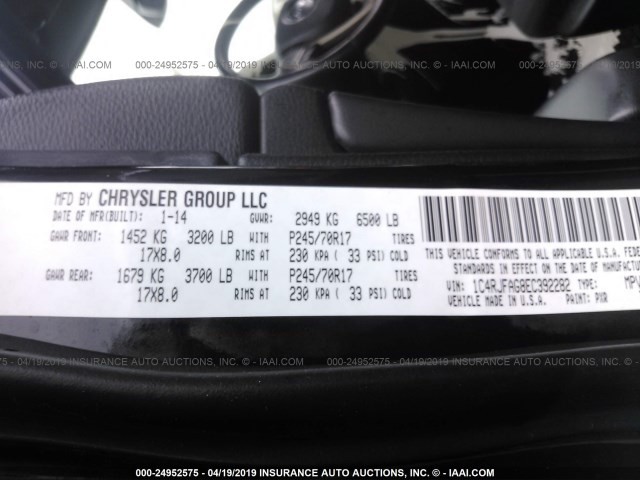 000-24952575 - 04/19/2019 INSURANCE AUTO AUCTIONS, INC. - © - IAAI.COM
MFD BY CHRYSLER GROUP LLC
DATE OF MFR(BUILT): 1-14 GVWR: 2949 KG 6500 LB
GAWR FRONT: 1452 KG 3200 LB WITH P245/70R17 TIRES
17X8.0 RIMS AT 230 KPA ( 33 PSI) COLD
GAWR REAR: 1679 KG 3700 LB WITH P245/70R17 TIRES
17X8.0 RIMS AT 230 KPA ( 33 PSI) COLD
THIS VEHICLE CONFORMS TO ALL APPLICABLE U.S.A. FEDE
STANDARDS IN EFFECT ON THE DATE OF
VIN: 1C4RJFAG8EC392282 TYPE: MPV
MADE IN U.S.A. PAINT: PXR
000-24952575 - 04/19/2019 INSURANCE AUTO AUCTIONS, INC. - © - IAAI.COM
000-24952575 - 04/19/2019 INSURANCE AUTO AUCTIONS, INC. - © - IAAI.COM